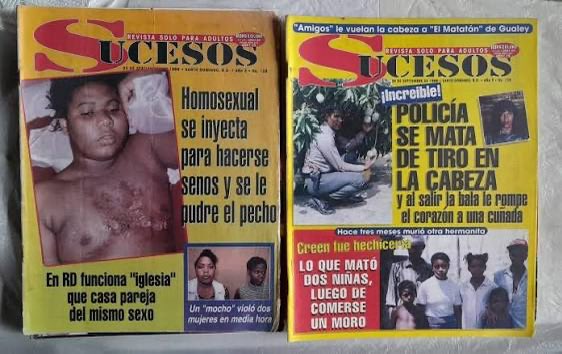 REVISTA SOLO PARA ADULTOS
SUCESOS
Homosexual
se inyecta
para hacerse
senos y se le
pudre el pecho
En RD funciona "iglesia"
que casa pareja
del mismo sexo
Un "mocho" violó dos
mujeres en media hora
"Amigos" le vuelan la cabeza a "El Matatán" de Gualey
REVISTA SOLO PARA ADULTOS
SUCESOS
¡Increíble!
POLICÍA
SE MATA
DE TIRO EN
LA CABEZA
y al salir la bala le rompe
el corazón a una cuñada
Hace tres meses murió otra hermanita
Creen fue hechicería
LO QUE MATÓ
DOS NIÑAS,
LUEGO DE
COMERSE
UN MORO